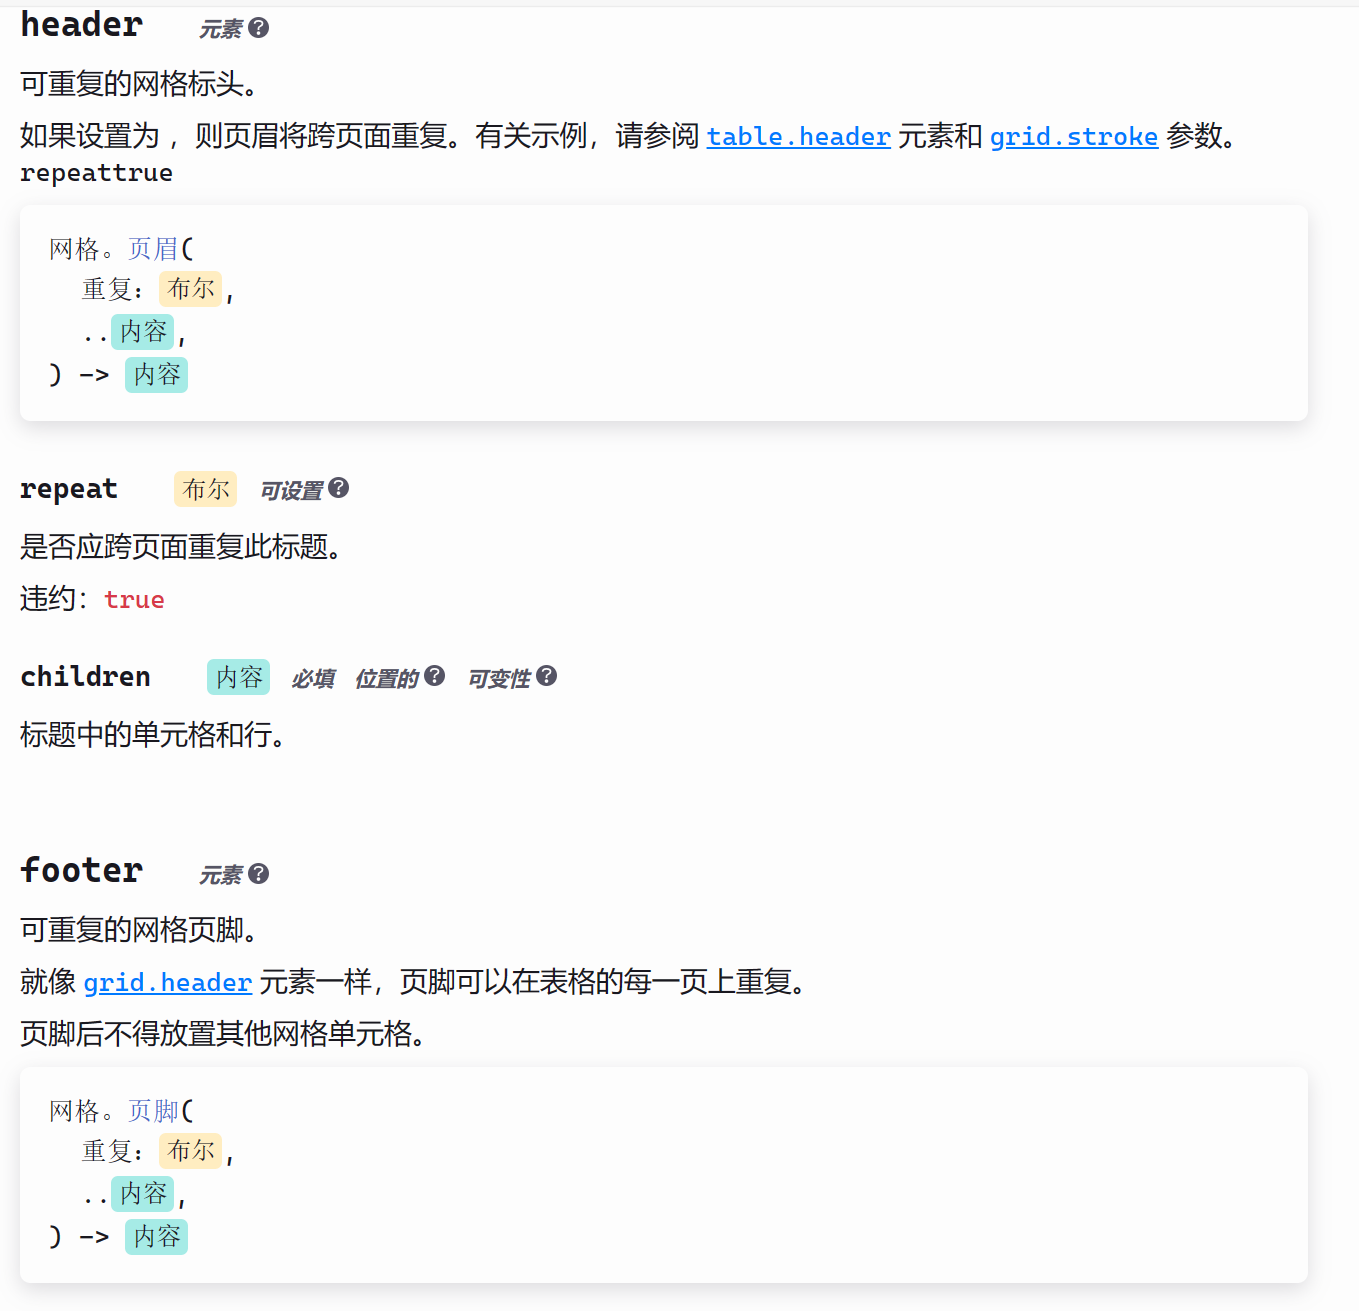 header 元素?
可重复的网格标头。
如果设置为 ，则页眉将跨页面重复。有关示例，请参阅 table.header 元素和 grid.stroke 参数。
repeattrue
网格。页眉(
重复: 布尔,
..内容,
) -> 内容
repeat 布尔 可设置?
是否应跨页面重复此标题。
违约：true
children 内容 必填 位置的? 可变性?
标题中的单元格和行。
footer 元素?
可重复的网格页脚。
就像 grid.header 元素一样，页脚可以在表格的每一页上重复。
页脚后不得放置其他网格单元格。
网格。页脚(
重复: 布尔,
..内容,
) -> 内容